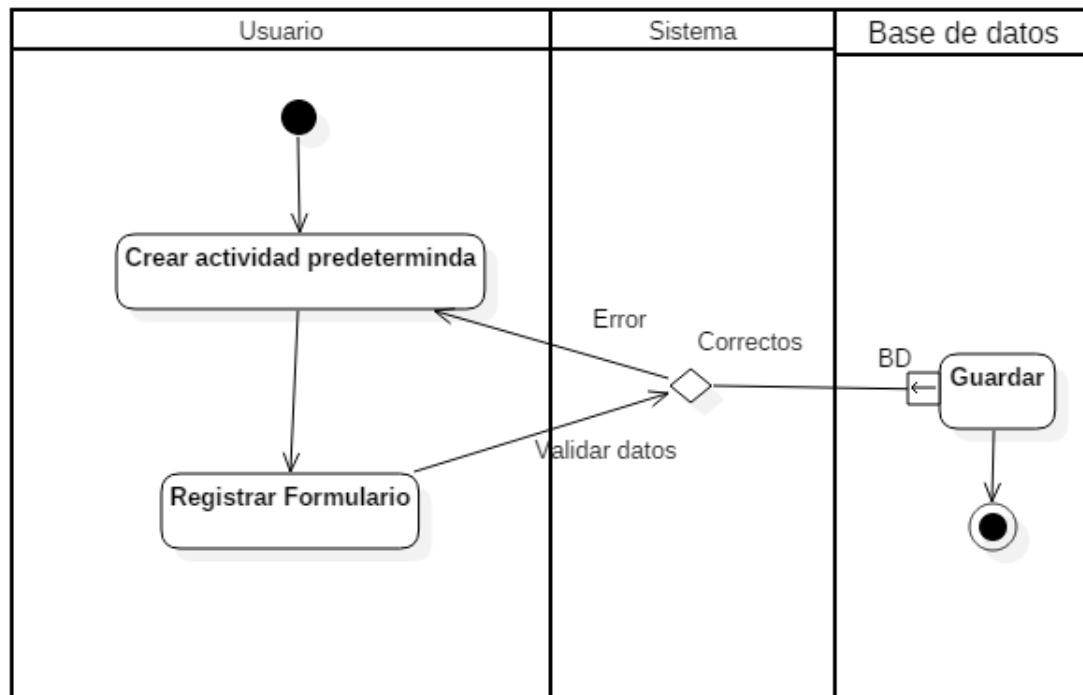 Usuario
Sistema
Base de datos
Crear actividad predeterminda
Error
Correctos
BD
Guardar
Validar datos
Registrar Formulario